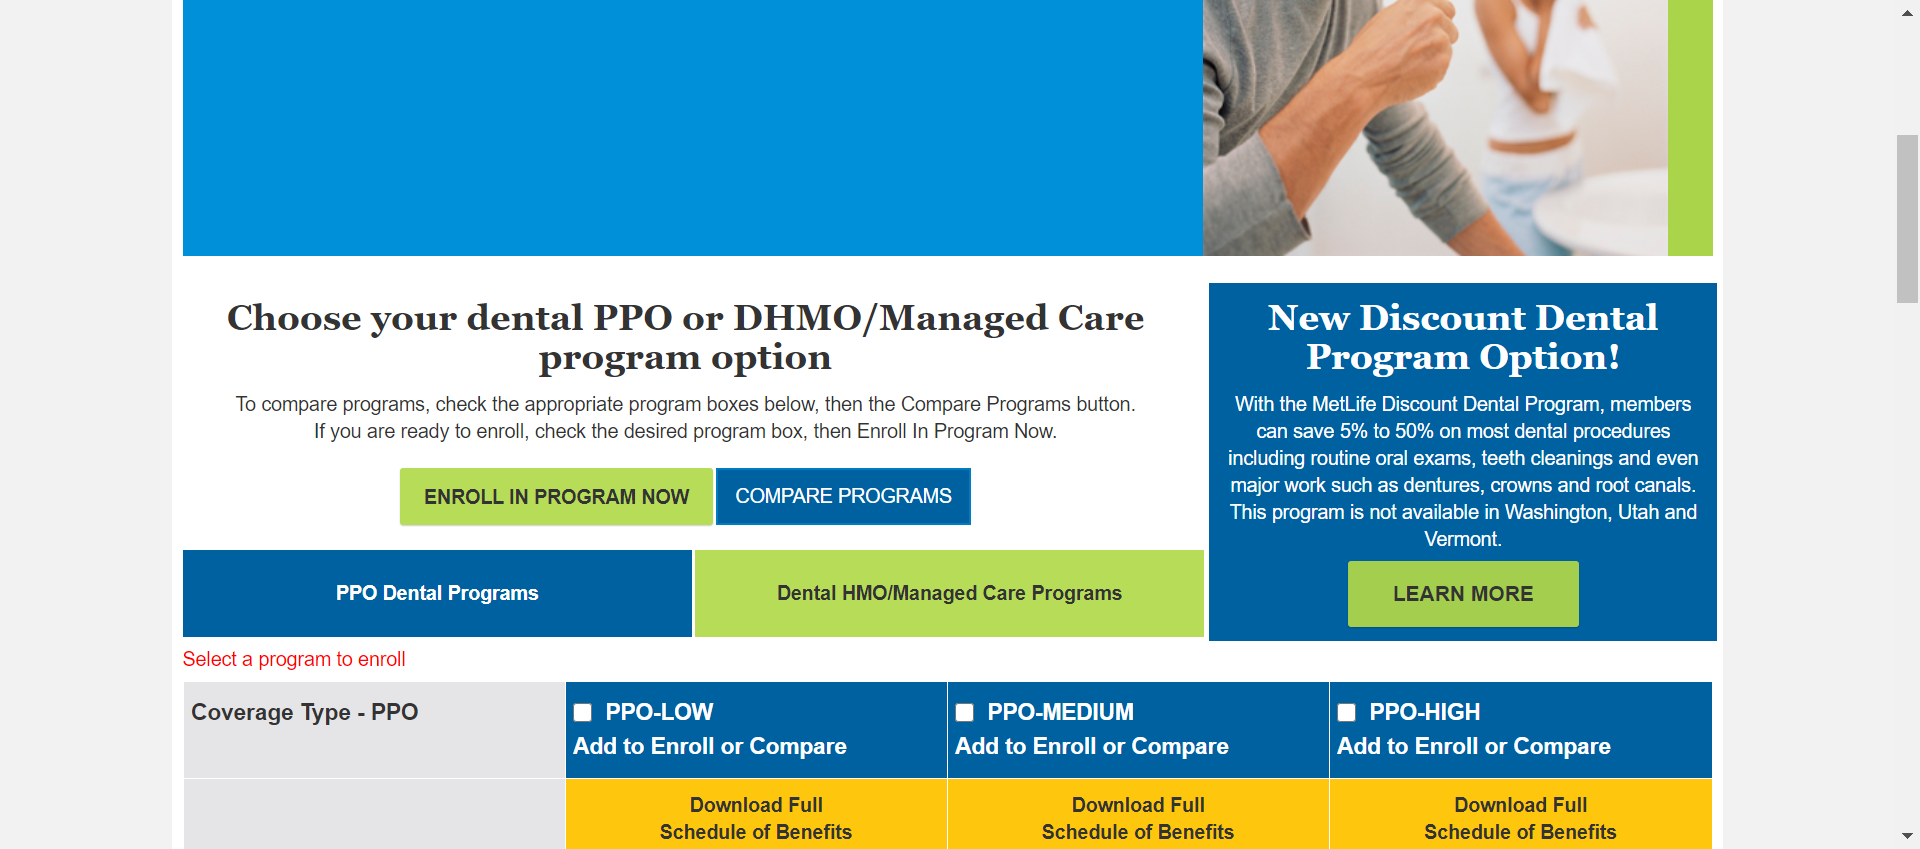 Choose your dental PPO or DHMO/Managed Care
program option
To compare programs, check the appropriate program boxes below, then the Compare Programs button.
If you are ready to enroll, check the desired program box, then Enroll In Program Now.
ENROLL IN PROGRAM NOW
COMPARE PROGRAMS
New Discount Dental
Program Option!
With the MetLife Discount Dental Program, members
can save 5% to 50% on most dental procedures
including routine oral exams, teeth cleanings and even
major work such as dentures, crowns and root canals.
This program is not available in Washington, Utah and
Vermont.
LEARN MORE
PPO Dental Programs
Dental HMO/Managed Care Programs
Select a program to enroll
Coverage Type - PPO
PPO-LOW
Add to Enroll or Compare
PPO-MEDIUM
Add to Enroll or Compare
PPO-HIGH
Add to Enroll or Compare
Download Full
Schedule of Benefits
Download Full
Schedule of Benefits
Download Full
Schedule of Benefits